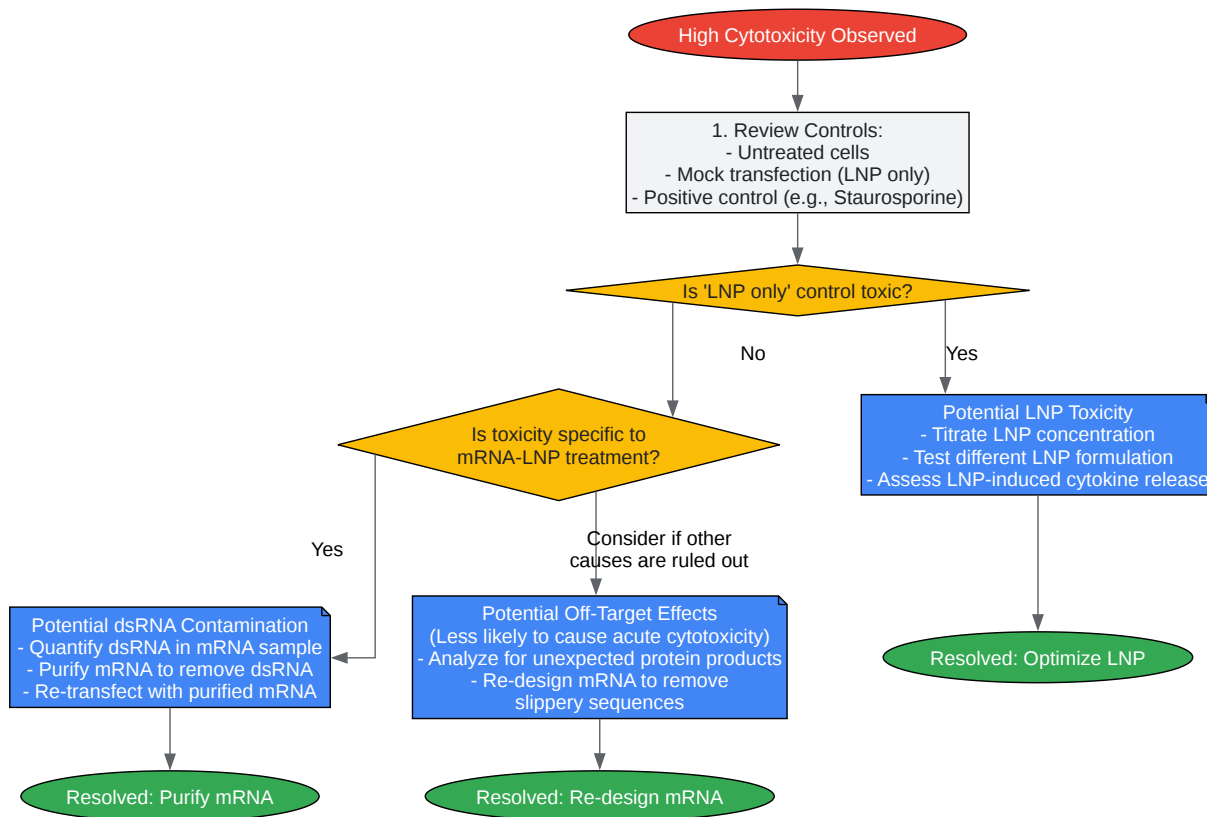 High Cytotoxicity Observed
1. Review Controls:
- Untreated cells
- Mock transfection (LNP only)
- Positive control (e.g., Staurosporine)
Is 'LNP only' control toxic?
No
Yes
Is toxicity specific to
mRNA-LNP treatment?
Potential LNP Toxicity
- Titrate LNP concentration
- Test different LNP formulation
- Assess LNP-induced cytokine release
Yes
Consider if other
causes are ruled out
Potential dsRNA Contamination
- Quantify dsRNA in mRNA sample
- Purify mRNA to remove dsRNA
- Re-transfect with purified mRNA
Potential Off-Target Effects
(Less likely to cause acute cytotoxicity)
- Analyze for unexpected protein products
- Re-design mRNA to remove
slippery sequences
Resolved: Optimize LNP
Resolved: Purify mRNA
Resolved: Re-design mRNA